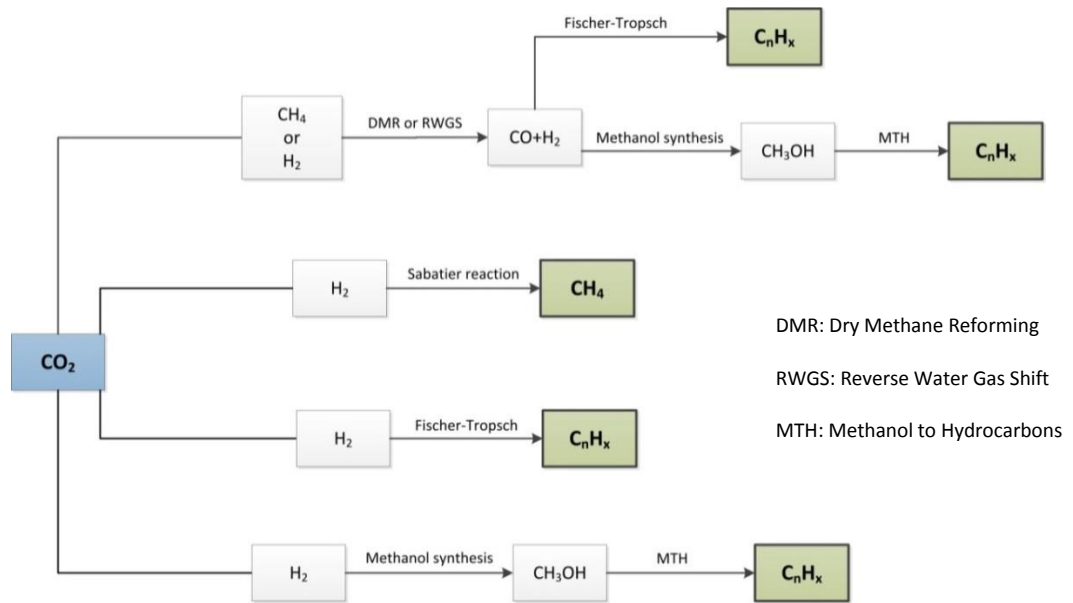 Fischer-Tropsch
CₙHₓ
CH₄
or
H₂
DMR or RWGS
CO+H₂
Methanol synthesis
CH₃OH
MTH
CₙHₓ
H₂
Sabatier reaction
CH₄
DMR: Dry Methane Reforming
CO₂
RWGS: Reverse Water Gas Shift
H₂
Fischer-Tropsch
CₙHₓ
MTH: Methanol to Hydrocarbons
H₂
Methanol synthesis
CH₃OH
MTH
CₙHₓ